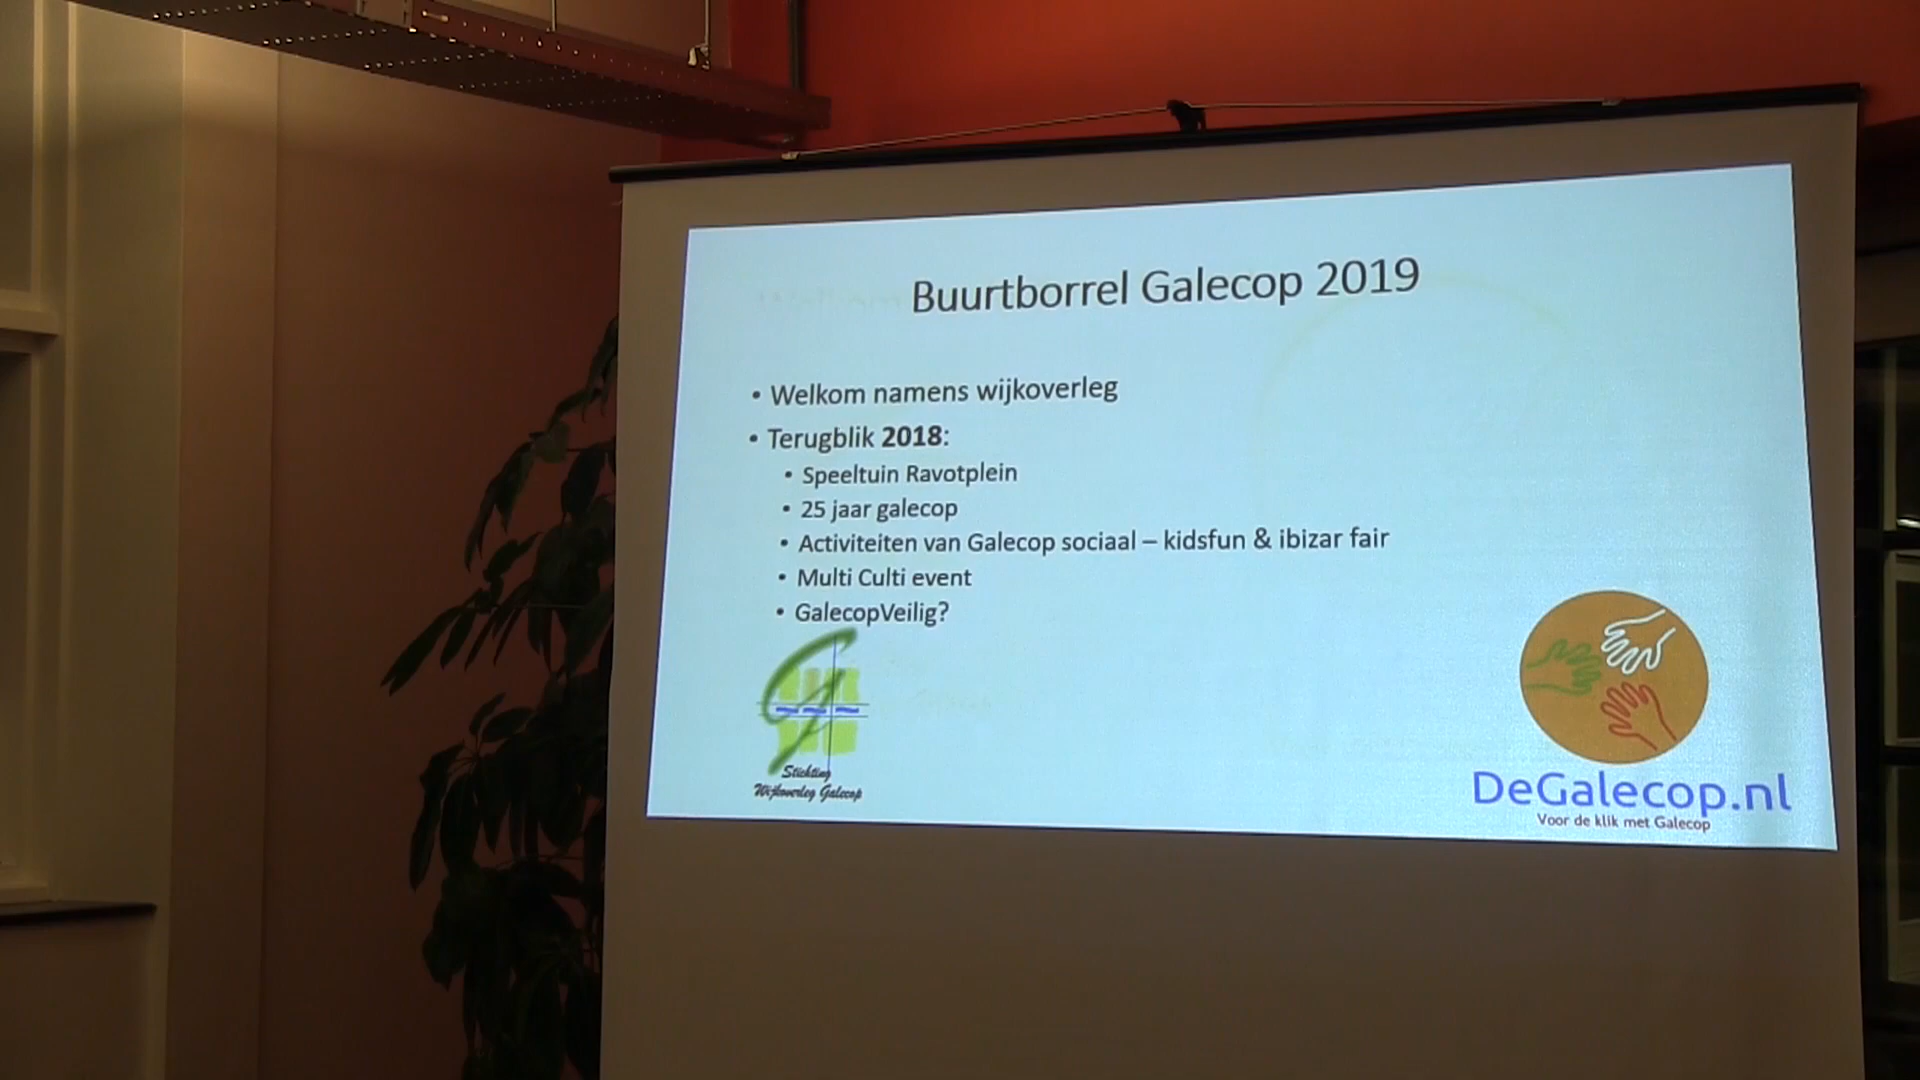 Buurtborrel Galecop 2019
• Welkom namens wijkoverleg
• Terugblik 2018:
• Speeltuin Ravotplein
• 25 jaar galecop
• Activiteiten van Galecop sociaal – kidsfun & ibizar fair
• Multi Culti event
• GalecopVeilig?
Stichting
Wijkoverleg Galecop
DeGalecop.nl
Voor de klik met Galecop